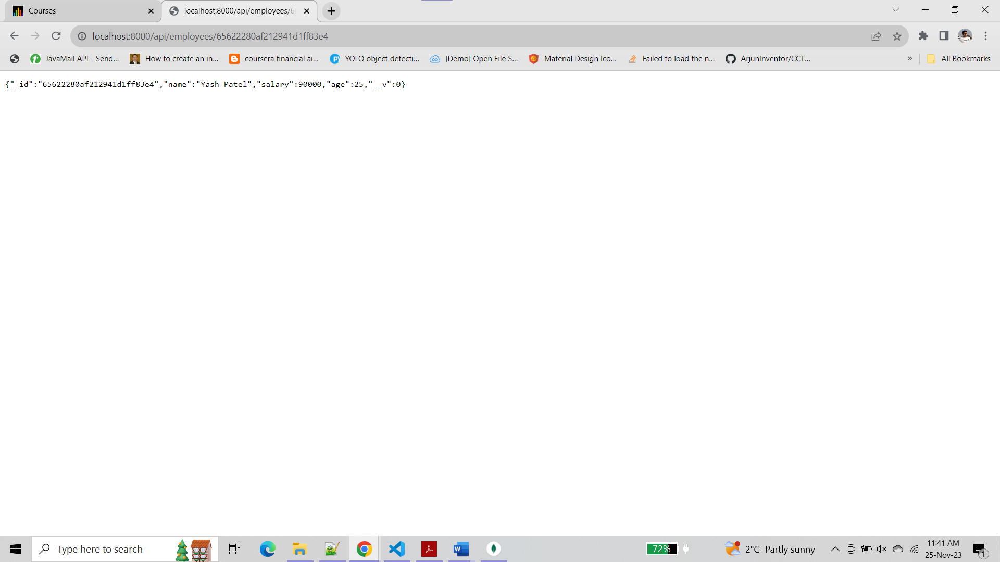 Courses
localhost:8000/api/employees/6
localhost:8000/api/employees/65622280af212941d1ff83e4
JavaMail API - Send...
How to create an in...
coursera financial ai...
YOLO object detecti...
[Demo] Open File S...
Material Design Ico...
Failed to load the n...
ArjunInventor/CCT...
»
All Bookmarks
{"_id":"65622280af212941d1ff83e4","name":"Yash Patel","salary":90000,"age":25,"__v":0}
Type here to search
72%
2°C Partly sunny
11:41 AM
25-Nov-23
1